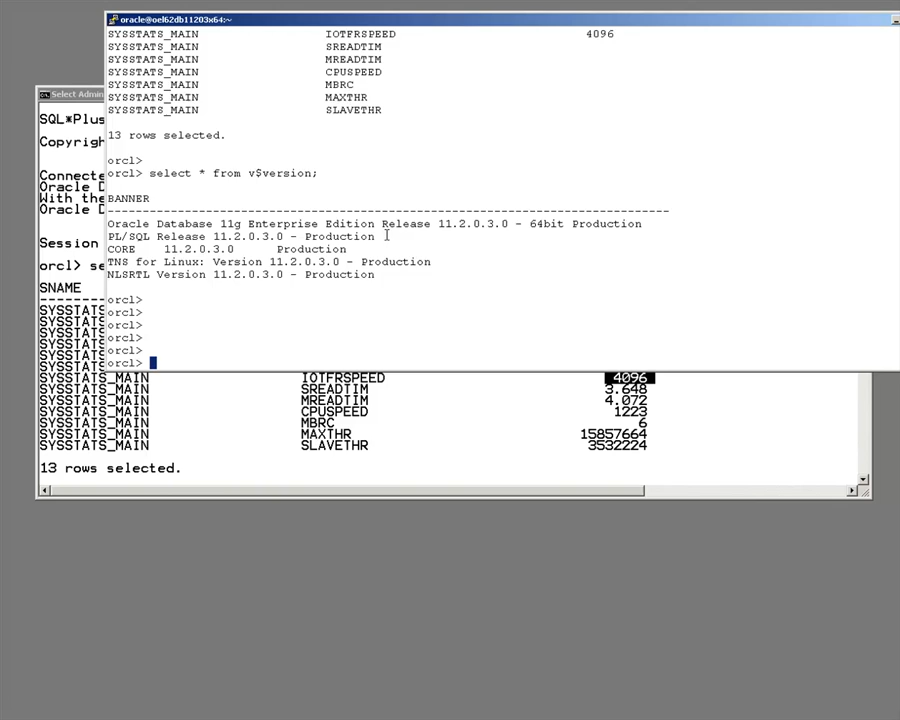 oracle@oel62db11203x64:~
SYSSTATS_MAIN IOTFRSPEED 4096
SYSSTATS_MAIN SREADTIM
SYSSTATS_MAIN MREADTIM
SYSSTATS_MAIN CPUSPEED
SYSSTATS_MAIN MBRC
SYSSTATS_MAIN MAXTHR
SYSSTATS_MAIN SLAVETHR
13 rows selected.
orcl>
orcl> select * from v$version;
BANNER
--------------------------------------------------------------------------------
Oracle Database 11g Enterprise Edition Release 11.2.0.3.0 - 64bit Production
PL/SQL Release 11.2.0.3.0 - Production
CORE 11.2.0.3.0 Production
TNS for Linux: Version 11.2.0.3.0 - Production
NLSRTL Version 11.2.0.3.0 - Production
orcl>
orcl>
orcl>
orcl>
orcl>
orcl>
Select Admin
SQL*Plus
Copyrigh
Connecte
Oracle D
With the
Oracle D
Session
orcl> se
SNAME
SYSSTATS
SYSSTATS
SYSSTATS
SYSSTATS
SYSSTATS
SYSSTATS
SYSSTATS_MAIN IOTFRSPEED 4096
SYSSTATS_MAIN SREADTIM 3.648
SYSSTATS_MAIN MREADTIM 4.072
SYSSTATS_MAIN CPUSPEED 1223
SYSSTATS_MAIN MBRC 6
SYSSTATS_MAIN MAXTHR 15857664
SYSSTATS_MAIN SLAVETHR 3532224
13 rows selected.